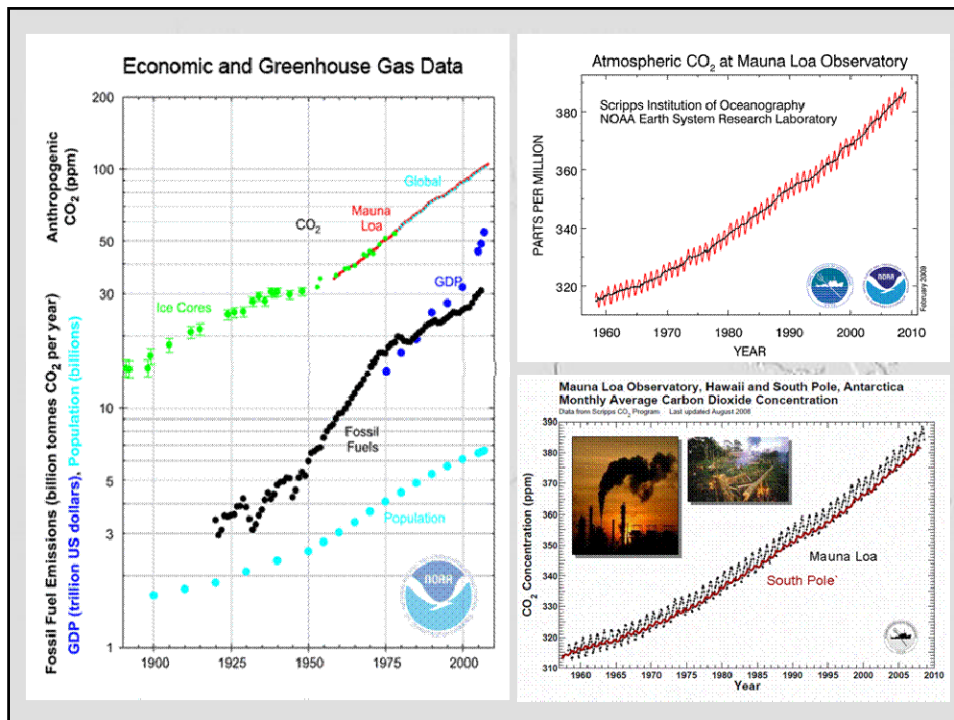 Economic and Greenhouse Gas Data
200
100
50
30
10
5
3
1
Anthropogenic
CO2 (ppm)
Fossil Fuel Emissions (billion tonnes CO2 per year)
GDP (trillion US dollars), Population (billions)
Global
Mauna
Loa
CO2
Ice Cores
GDP
Fossil
Fuels
Population
NOAA
1900 1925 1950 1975 2000
Atmospheric CO2 at Mauna Loa Observatory
Scripps Institution of Oceanography
NOAA Earth System Research Laboratory
PARTS PER MILLION
380
360
340
320
1960 1970 1980 1990 2000 2010
YEAR
NOAA
February 2009
Mauna Loa Observatory, Hawaii and South Pole, Antarctica
Monthly Average Carbon Dioxide Concentration
Data from Scripps CO2 Program Last updated August 2008
CO2 Concentration (ppm)
390
380
370
360
350
340
330
320
310
Mauna Loa
South Pole
1960 1965 1970 1975 1980 1985 1990 1995 2000 2005 2010
Year